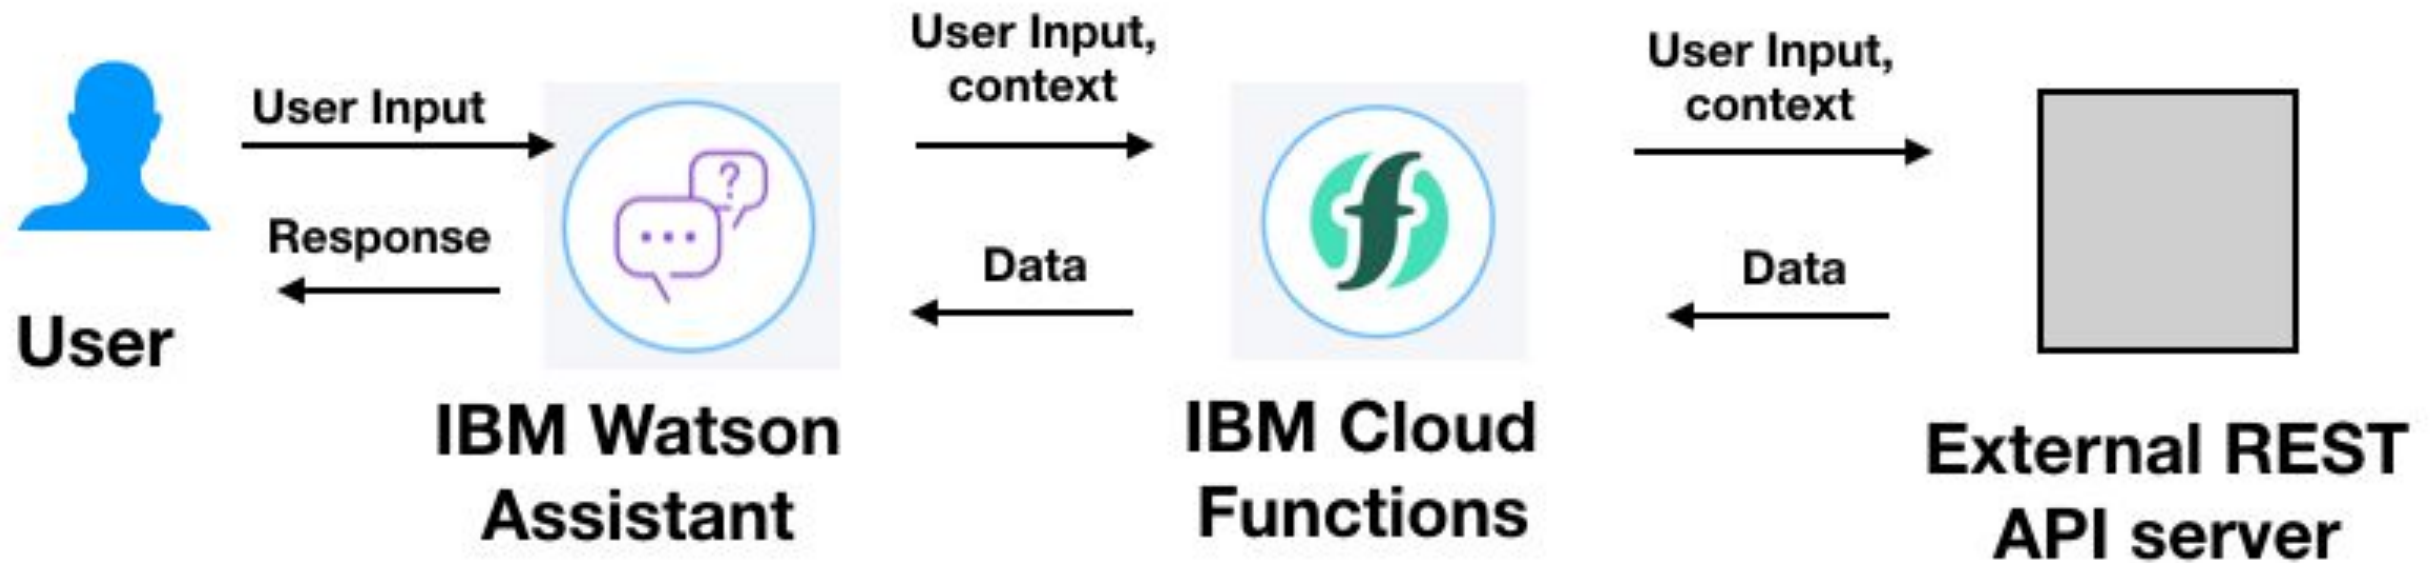 User Input
Response
User
?
IBM Watson
Assistant
User Input,
context
Data
IBM Cloud
Functions
User Input,
context
Data
External REST
API server